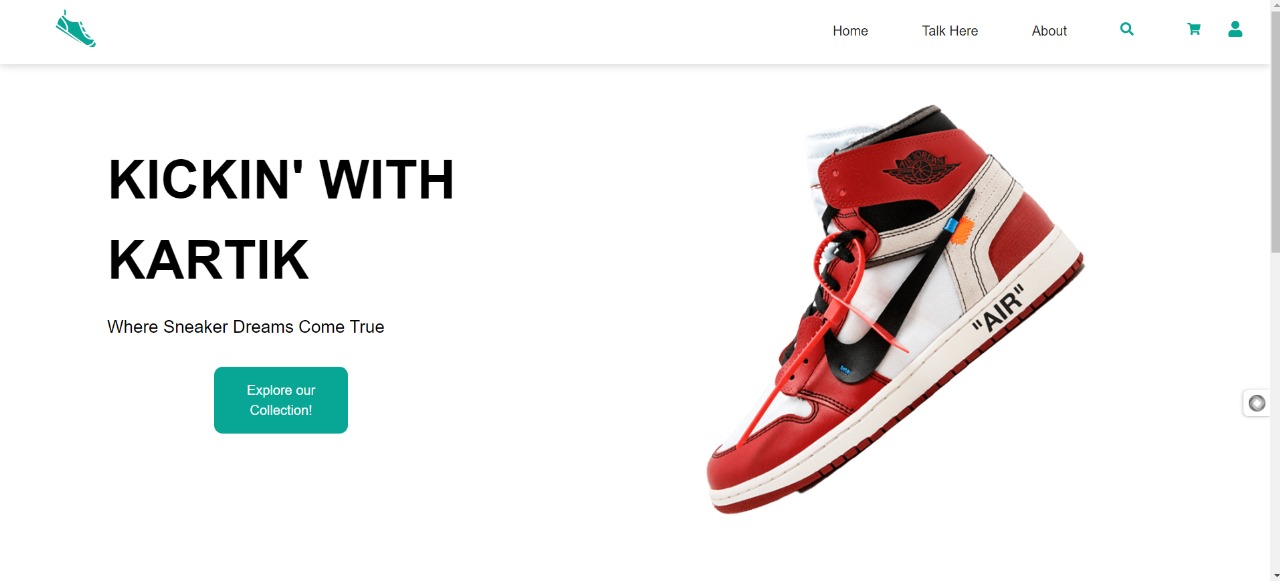 Home Talk Here About
KICKIN' WITH
KARTIK
Where Sneaker Dreams Come True
Explore our
Collection!
"AIR"